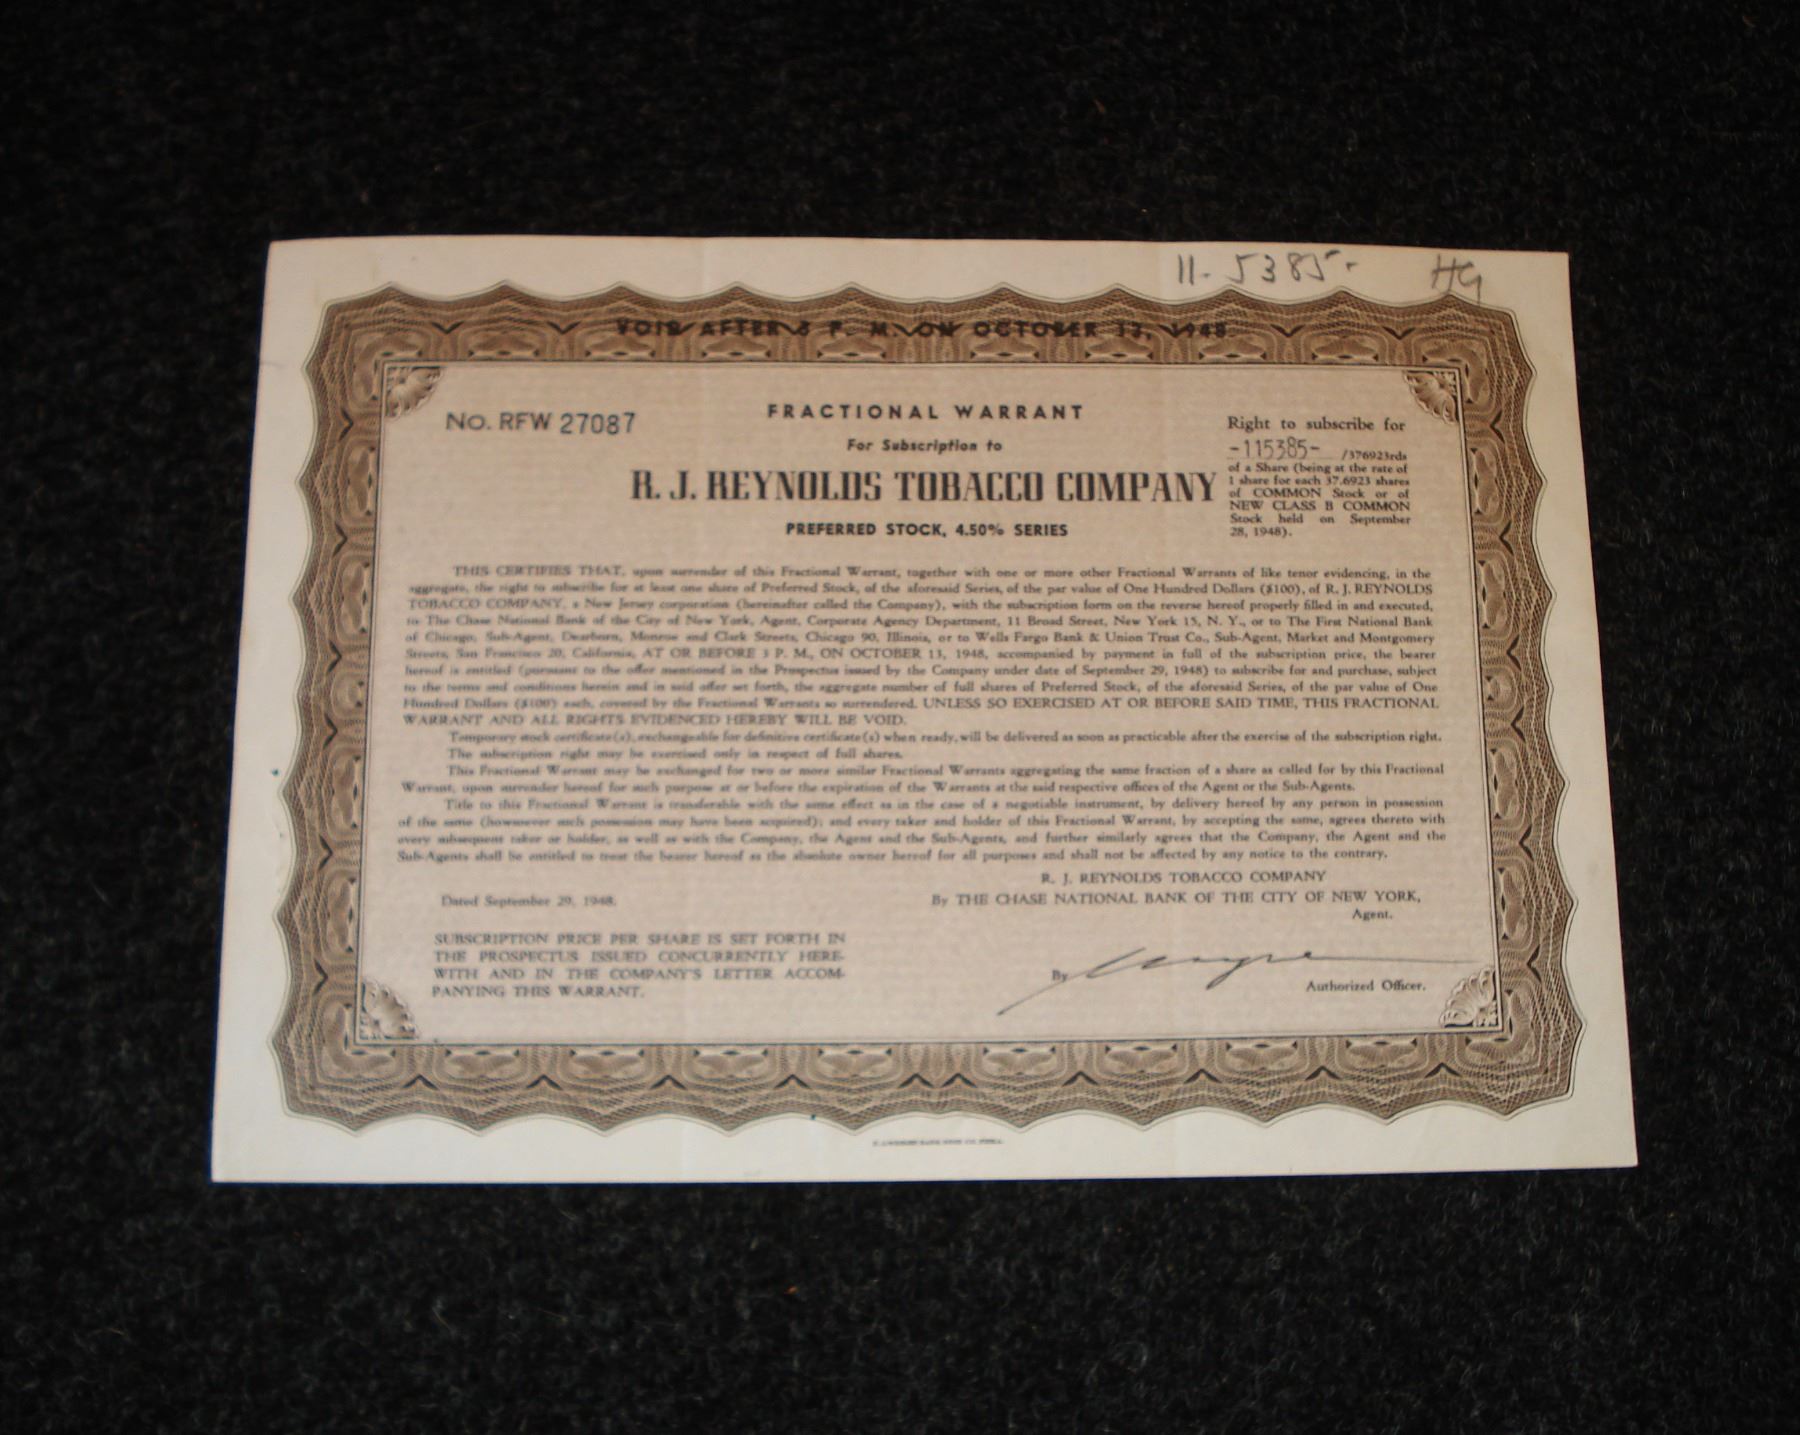 11-5385- HG
VOID AFTER 3 P. M. ON OCTOBER 13, 1948
No. RFW 27087
FRACTIONAL WARRANT
For Subscription to
R. J. REYNOLDS TOBACCO COMPANY
PREFERRED STOCK, 4.50% SERIES
Right to subscribe for
-115385- /376923rds
of a Share (being at the rate of
1 share for each 37.6923 shares
of COMMON Stock or of
NEW CLASS B COMMON
Stock held on September
28, 1948).
THIS CERTIFIES THAT, upon surrender of this Fractional Warrant, together with one or more other Fractional Warrants of like tenor evidencing, in the
aggregate, the right to subscribe for at least one share of Preferred Stock, of the aforesaid Series, of the par value of One Hundred Dollars ($100), of R. J. REYNOLDS
TOBACCO COMPANY, a New Jersey corporation (hereinafter called the Company), with the subscription form on the reverse hereof properly filled in and executed,
to The Chase National Bank of the City of New York, Agent, Corporate Agency Department, 11 Broad Street, New York 15, N. Y., or to The First National Bank
of Chicago, Sub-Agent, Dearborn, Monroe and Clark Streets, Chicago 90, Illinois, or to Wells Fargo Bank & Union Trust Co., Sub-Agent, Market and Montgomery
Streets, San Francisco 20, California, AT OR BEFORE 3 P. M., ON OCTOBER 13, 1948, accompanied by payment in full of the subscription price, the bearer
hereof is entitled (pursuant to the offer mentioned in the Prospectus issued by the Company under date of September 29, 1948) to subscribe for and purchase, subject
to the terms and conditions herein and in said offer set forth, the aggregate number of full shares of Preferred Stock, of the aforesaid Series, of the par value of One
Hundred Dollars ($100) each, covered by the Fractional Warrants so surrendered. UNLESS SO EXERCISED AT OR BEFORE SAID TIME, THIS FRACTIONAL
WARRANT AND ALL RIGHTS EVIDENCED HEREBY WILL BE VOID.
Temporary stock certificate(s), exchangeable for definitive certificate(s) when ready, will be delivered as soon as practicable after the exercise of the subscription right.
The subscription right may be exercised only in respect of full shares.
This Fractional Warrant may be exchanged for two or more similar Fractional Warrants aggregating the same fraction of a share as called for by this Fractional
Warrant, upon surrender hereof for such purpose at or before the expiration of the Warrants at the said respective offices of the Agent or the Sub-Agents.
Title to this Fractional Warrant is transferable with the same effect as in the case of a negotiable instrument, by delivery hereof by any person in possession
of the same (howsoever such possession may have been acquired); and every taker and holder of this Fractional Warrant, by accepting the same, agrees thereto with
every subsequent taker or holder, as well as with the Company, the Agent and the Sub-Agents, and further similarly agrees that the Company, the Agent and the
Sub-Agents shall be entitled to treat the bearer hereof as the absolute owner hereof for all purposes and shall not be affected by any notice to the contrary.
R. J. REYNOLDS TOBACCO COMPANY
Dated September 29, 1948.
By THE CHASE NATIONAL BANK OF THE CITY OF NEW YORK,
Agent.
SUBSCRIPTION PRICE PER SHARE IS SET FORTH IN
THE PROSPECTUS ISSUED CONCURRENTLY HERE-
WITH AND IN THE COMPANY'S LETTER ACCOM-
PANYING THIS WARRANT.
By
Authorized Officer.